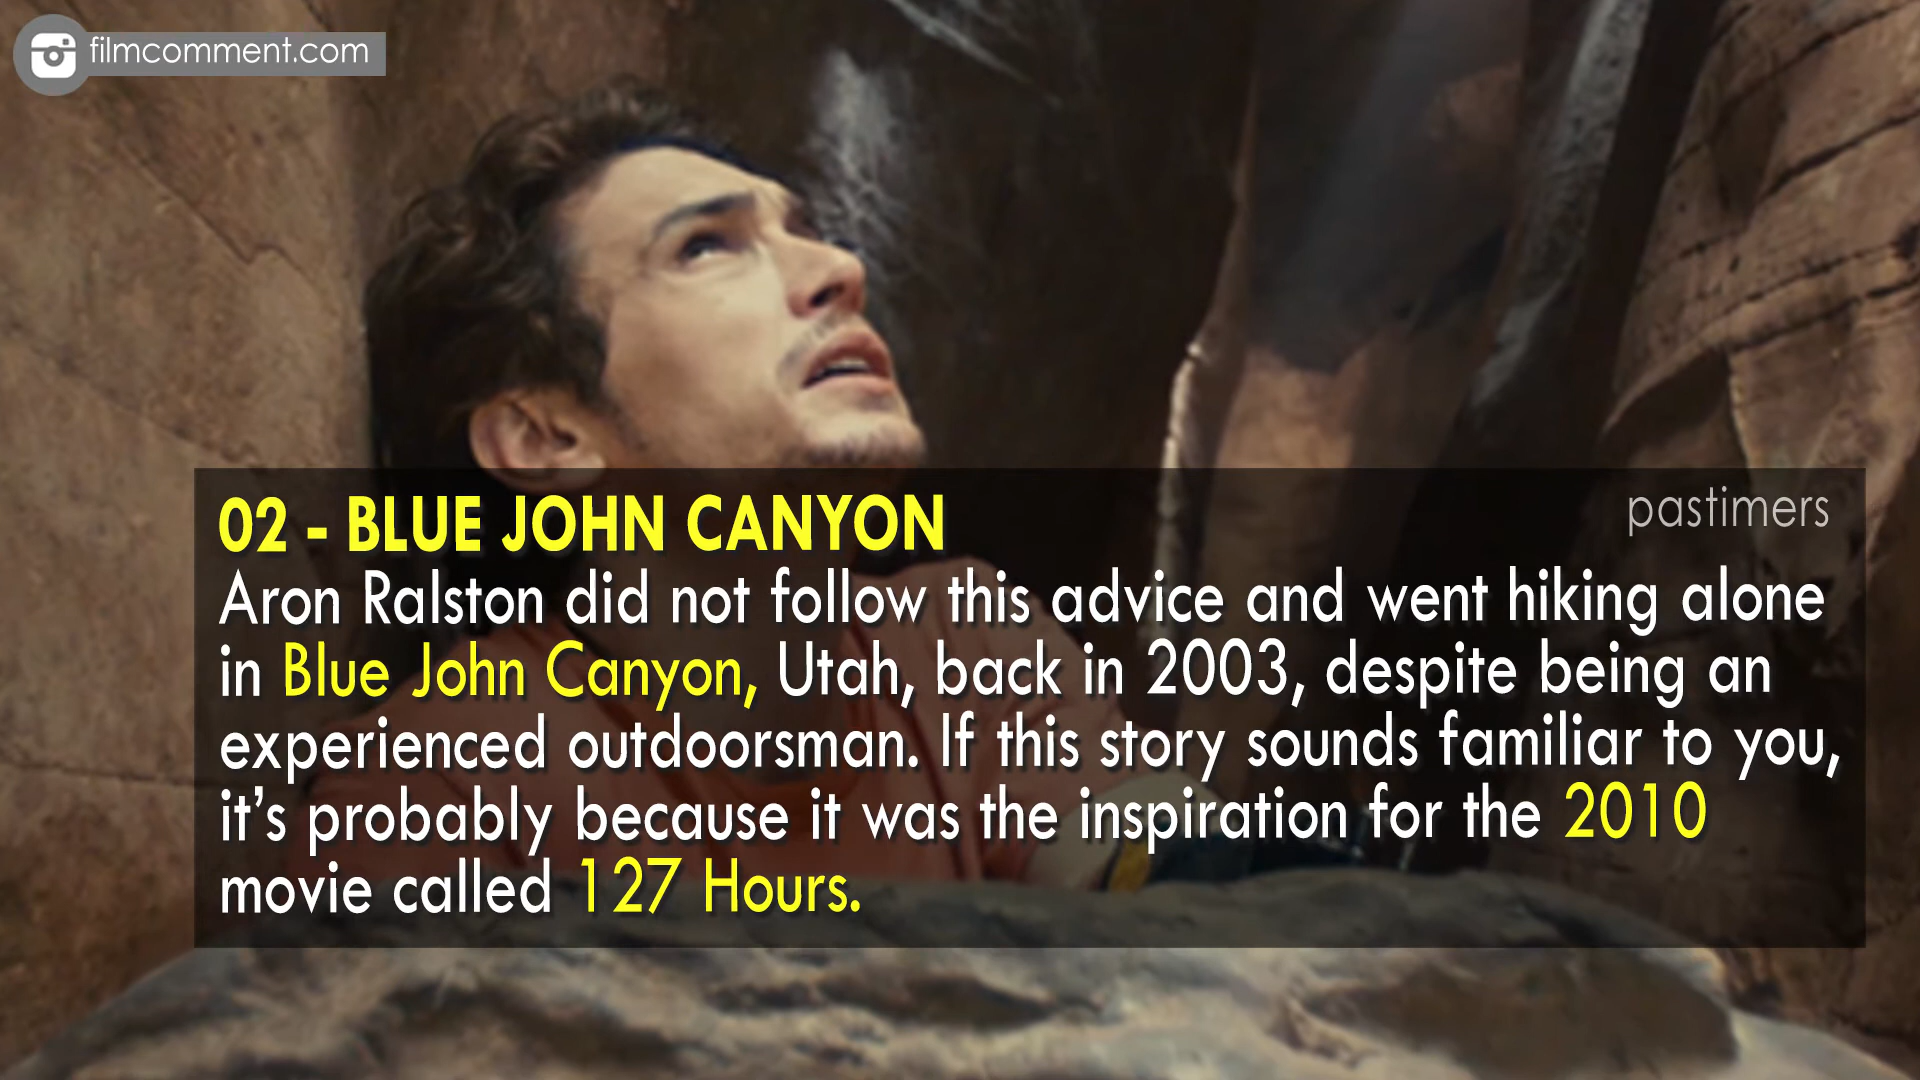 filmcomment.com
02 - BLUE JOHN CANYON
pastimers
Aron Ralston did not follow this advice and went hiking alone
in Blue John Canyon, Utah, back in 2003, despite being an
experienced outdoorsman. If this story sounds familiar to you,
it's probably because it was the inspiration for the 2010
movie called 127 Hours.